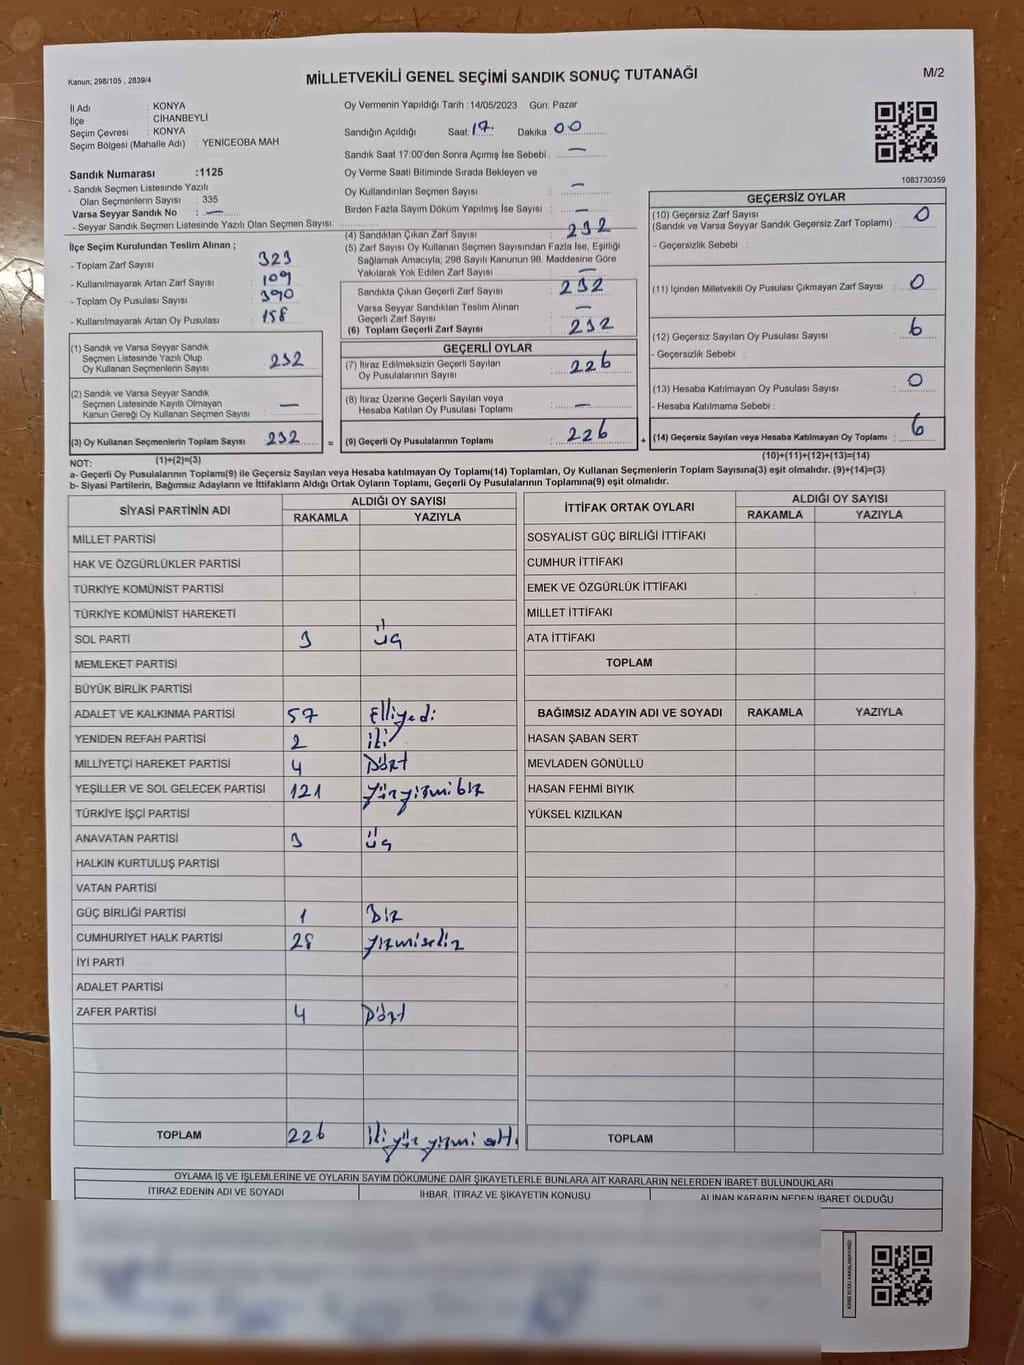 Kanun; 298/105 , 2839/4
MİLLETVEKİLİ GENEL SEÇİMİ SANDIK SONUÇ TUTANAĞI
M/2
İl Adı : KONYA
İlçe : CİHANBEYLİ
Seçim Çevresi : KONYA
Seçim Bölgesi (Mahalle Adı) : YENİCEOBA MAH.
Sandık Numarası :1125
- Sandık Seçmen Listesinde Yazılı
Olan Seçmenlerin Sayısı : 335
Varsa Seyyar Sandık No : —
- Seyyar Sandık Seçmen Listesinde Yazılı Olan Seçmen Sayısı:
Oy Vermenin Yapıldığı Tarih :14/05/2023 Gün: Pazar
Sandığın Açıldığı Saat: 17. Dakika : 00
Sandık Saat 17:00'den Sonra Açımış İse Sebebi : —
Oy Verme Saati Bitiminde Sırada Bekleyen ve
Oy Kullandırılan Seçmen Sayısı : —
Birden Fazla Sayım Döküm Yapılmış İse Sayısı : —
1083730359
İlçe Seçim Kurulundan Teslim Alınan ;
- Toplam Zarf Sayısı : 323
- Kullanılmayarak Artan Zarf Sayısı : 109
- Toplam Oy Pusulası Sayısı : 390
- Kullanılmayarak Artan Oy Pusulası : 158
(1) Sandık ve Varsa Seyyar Sandık
Seçmen Listesinde Yazılı Olup
Oy Kullanan Seçmenlerin Sayısı : 232
(2) Sandık ve Varsa Seyyar Sandık
Seçmen Listesinde Kayıtlı Olmayan
Kanun Gereği Oy Kullanan Seçmen Sayısı : —
(3) Oy Kullanan Seçmenlerin Toplam Sayısı : 232
(1)+(2)=(3)
(4) Sandıktan Çıkan Zarf Sayısı : 232
(5) Zarf Sayısı Oy Kullanan Seçmen Sayısından Fazla İse, Eşitliği
Sağlamak Amacıyla; 298 Sayılı Kanunun 98. Maddesine Göre
Yakılarak Yok Edilen Zarf Sayısı : —
Sandıkta Çıkan Geçerli Zarf Sayısı : 232
Varsa Seyyar Sandıktan Teslim Alınan
Geçerli Zarf Sayısı : —
(6) Toplam Geçerli Zarf Sayısı : 232
GEÇERLİ OYLAR
(7) İtiraz Edilmeksizin Geçerli Sayılan
Oy Pusulalarının Sayısı : 226
(8) İtiraz Üzerine Geçerli Sayılan veya
Hesaba Katılan Oy Pusulası Toplamı : —
= (9) Geçerli Oy Pusulalarının Toplamı : 226
GEÇERSİZ OYLAR
(10) Geçersiz Zarf Sayısı
(Sandık ve Varsa Seyyar Sandık Geçersiz Zarf Toplamı) : 0
- Geçersizlik Sebebi :
(11) İçinden Milletvekili Oy Pusulası Çıkmayan Zarf Sayısı : 0
(12) Geçersiz Sayılan Oy Pusulası Sayısı : 6
- Geçersizlik Sebebi :
(13) Hesaba Katılmayan Oy Pusulası Sayısı : 0
- Hesaba Katılmama Sebebi :
+ (14) Geçersiz Sayılan veya Hesaba Katılmayan Oy Toplamı : 6
(10)+(11)+(12)+(13)=(14)
NOT:
a- Geçerli Oy Pusulalarının Toplamı(9) ile Geçersiz Sayılan veya Hesaba katılmayan Oy Toplamı(14) Toplamları, Oy Kullanan Seçmenlerin Toplam Sayısına(3) eşit olmalıdır. (9)+(14)=(3)
b- Siyasi Partilerin, Bağımsız Adayların ve İttifakların Aldığı Ortak Oyların Toplamı, Geçerli Oy Pusulalarının Toplamına(9) eşit olmalıdır.
SİYASİ PARTİNİN ADI ALDIĞI OY SAYISI
RAKAMLA YAZIYLA
MİLLET PARTİSİ
HAK VE ÖZGÜRLÜKLER PARTİSİ
TÜRKİYE KOMÜNİST PARTİSİ
TÜRKİYE KOMÜNİST HAREKETİ
SOL PARTİ 3 üç
MEMLEKET PARTİSİ
BÜYÜK BİRLİK PARTİSİ
ADALET VE KALKINMA PARTİSİ 57 Elliyedi
YENİDEN REFAH PARTİSİ 2 iki
MİLLİYETÇİ HAREKET PARTİSİ 4 Dört
YEŞİLLER VE SOL GELECEK PARTİSİ 121 yüzyirmibir
TÜRKİYE İŞÇİ PARTİSİ
ANAVATAN PARTİSİ 3 üç
HALKIN KURTULUŞ PARTİSİ
VATAN PARTİSİ
GÜÇ BİRLİĞİ PARTİSİ 1 Bir
CUMHURİYET HALK PARTİSİ 28 yirmisekiz
İYİ PARTİ
ADALET PARTİSİ
ZAFER PARTİSİ 4 Dört
TOPLAM 226 ikiyüz yirmi altı
İTTİFAK ORTAK OYLARI ALDIĞI OY SAYISI
RAKAMLA YAZIYLA
SOSYALİST GÜÇ BİRLİĞİ İTTİFAKI
CUMHUR İTTİFAKI
EMEK VE ÖZGÜRLÜK İTTİFAKI
MİLLET İTTİFAKI
ATA İTTİFAKI
TOPLAM
BAĞIMSIZ ADAYIN ADI VE SOYADI RAKAMLA YAZIYLA
HASAN ŞABAN SERT
MEVLADEN GÖNÜLLÜ
HASAN FEHMİ BIYIK
YÜKSEL KIZILKAN
TOPLAM
OYLAMA İŞ VE İŞLEMLERİNE VE OYLARIN SAYIM DÖKÜMÜNE DAİR ŞİKAYETLERLE BUNLARA AİT KARARLARIN NELERDEN İBARET BULUNDUKLARI
İTİRAZ EDENİN ADI VE SOYADI İHBAR, İTİRAZ VE ŞİKAYETİN KONUSU ALINAN KARARIN NEDEN İBARET OLDUĞU